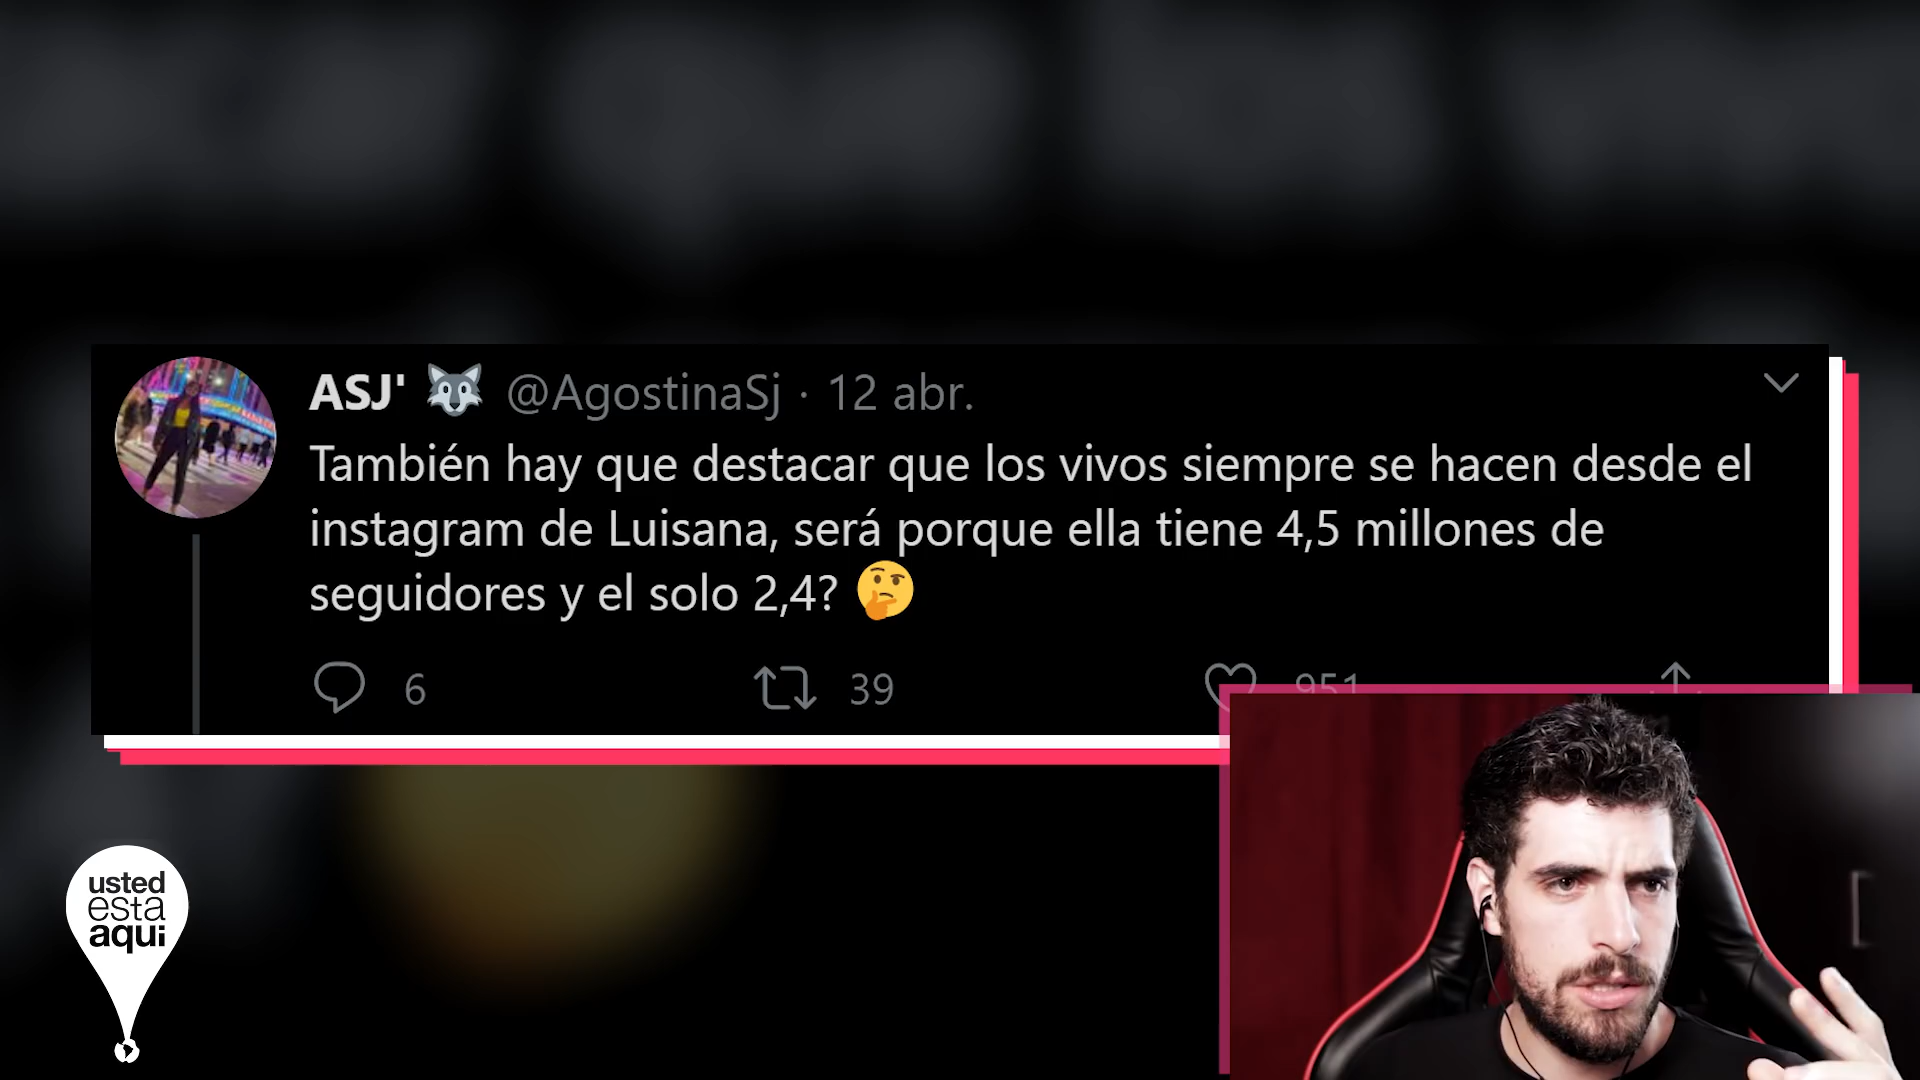 ASJ' 🐺 @AgostinaSj · 12 abr.
También hay que destacar que los vivos siempre se hacen desde el
instagram de Luisana, será porque ella tiene 4,5 millones de
seguidores y el solo 2,4? 🤔
6 39 951
usted
esta
aqui